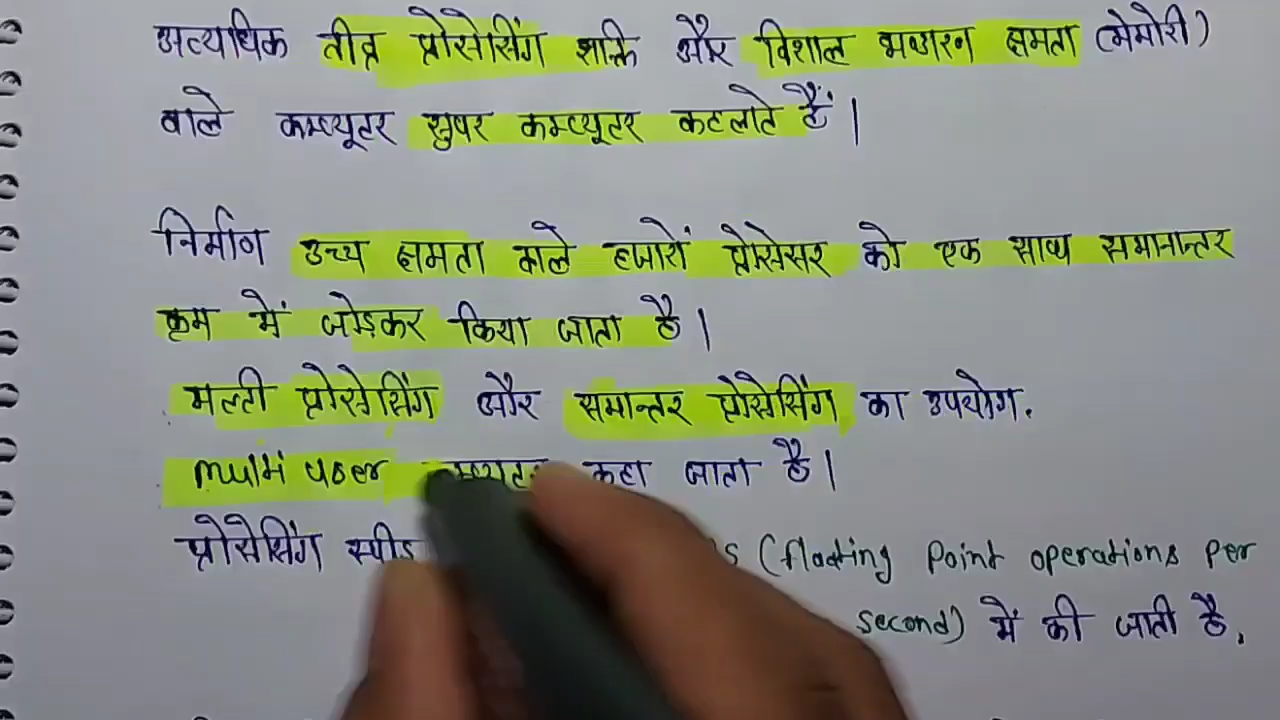 अत्यधिक तीव्र प्रोसेसिंग शक्ति और विशाल भण्डारण क्षमता (मेमोरी)
वाले कम्प्यूटर सुपर कम्प्यूटर कहलाते हैं।
निर्माण उच्च क्षमता वाले हजारों प्रोसेसर को एक साथ समानान्तर
क्रम में जोड़कर किया जाता है।
मल्टी प्रोसेसिंग और समान्तर प्रोसेसिंग का उपयोग.
multi user कहा जाता है।
प्रोसेसिंग स्पीड (floating point operations per
second) में की जाती है.